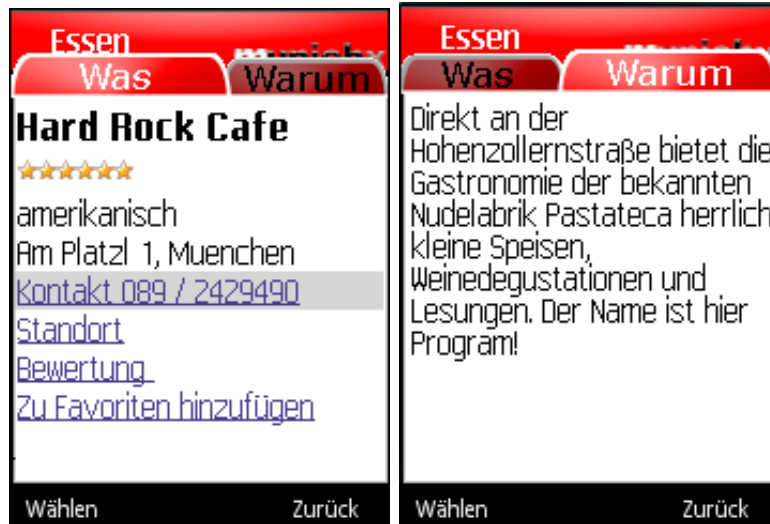 Essen
Was Warum
Hard Rock Cafe
amerikanisch
Am Platzl 1, Muenchen
Kontakt 089 / 2429490
Standort
Bewertung
Zu Favoriten hinzufügen
Wählen Zurück
Essen
Was Warum
Direkt an der
Hohenzollernstraße bietet die
Gastronomie der bekannten
Nudelabrik Pastateca herrlich
kleine Speisen,
Weinedegustationen und
Lesungen. Der Name ist hier
Program!
Wählen Zurück